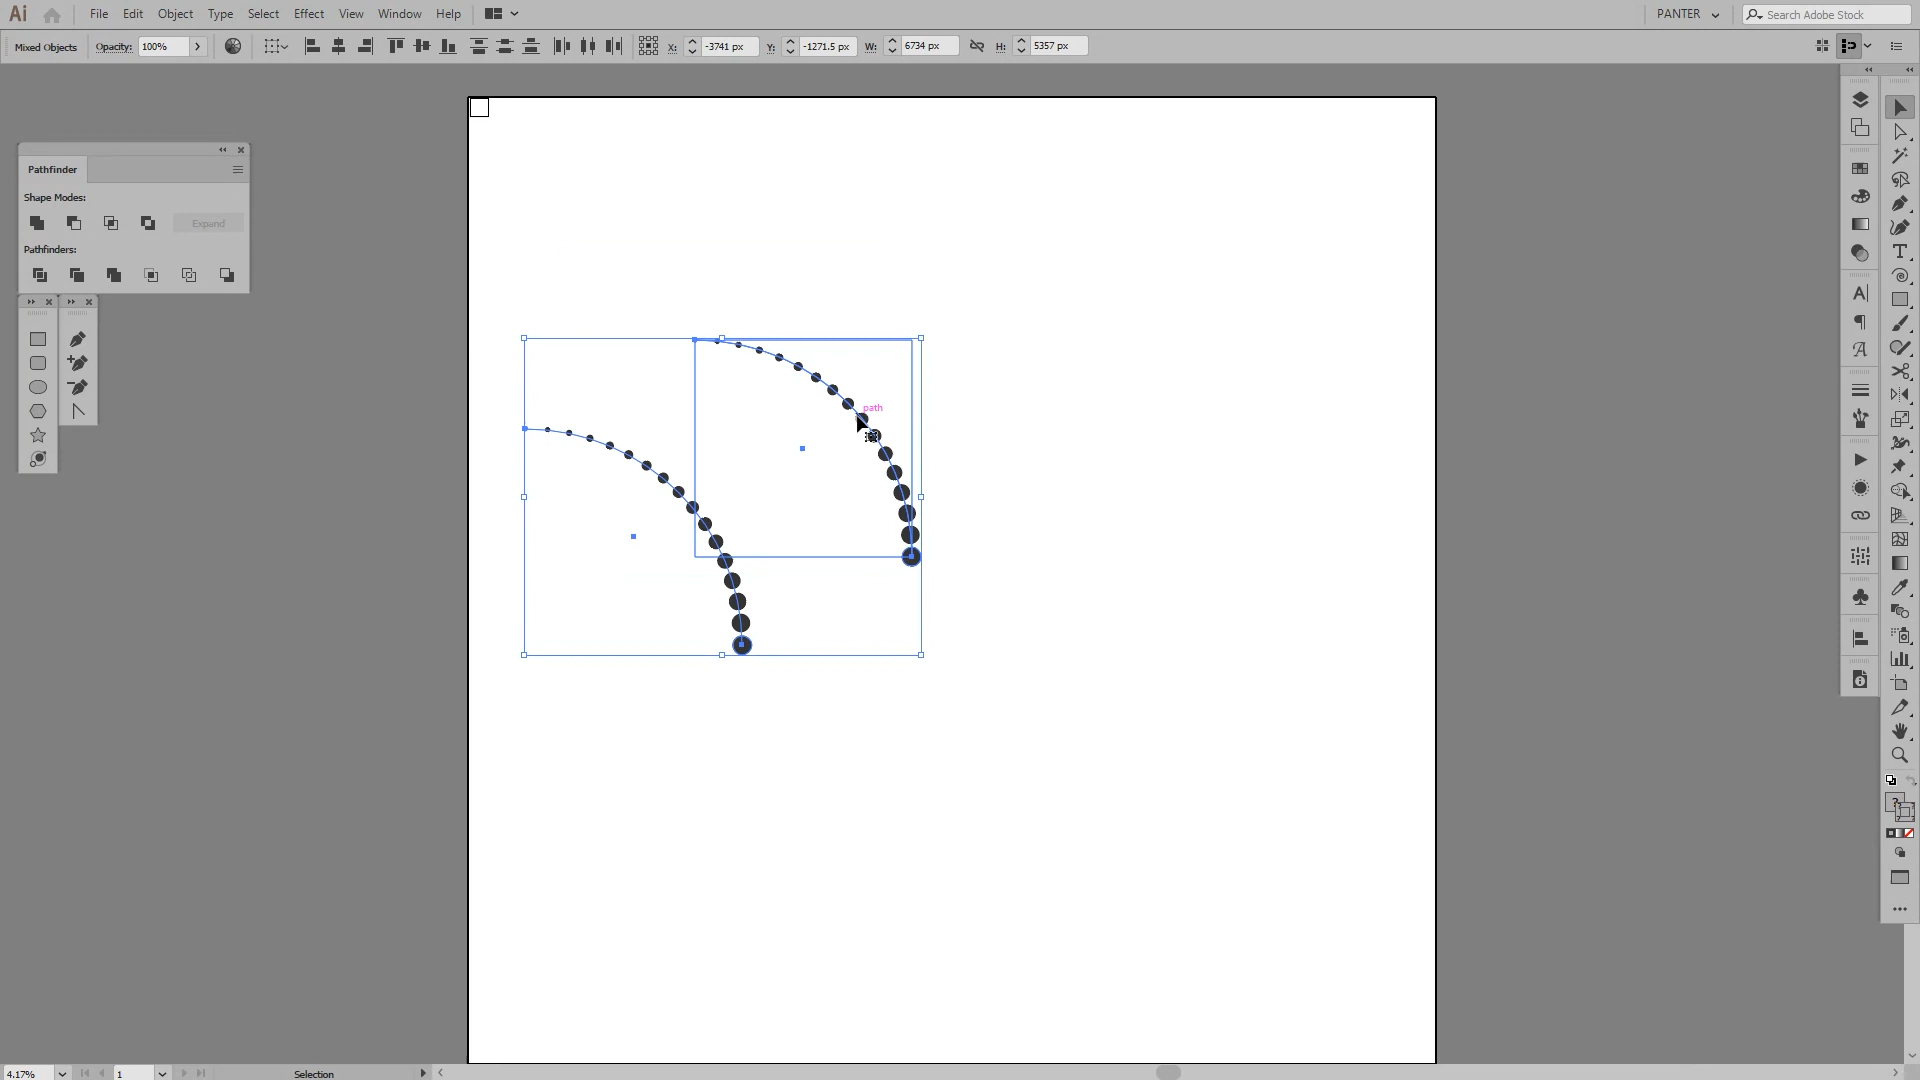 Ai File Edit Object Type Select Effect View Window Help PANTER Search Adobe Stock
Mixed Objects Opacity: 100% X: -3741 px Y: -1271.5 px W: 6734 px H: 5357 px
Pathfinder
Shape Modes:
Expand
Pathfinders:
path
4.17% 1 Selection